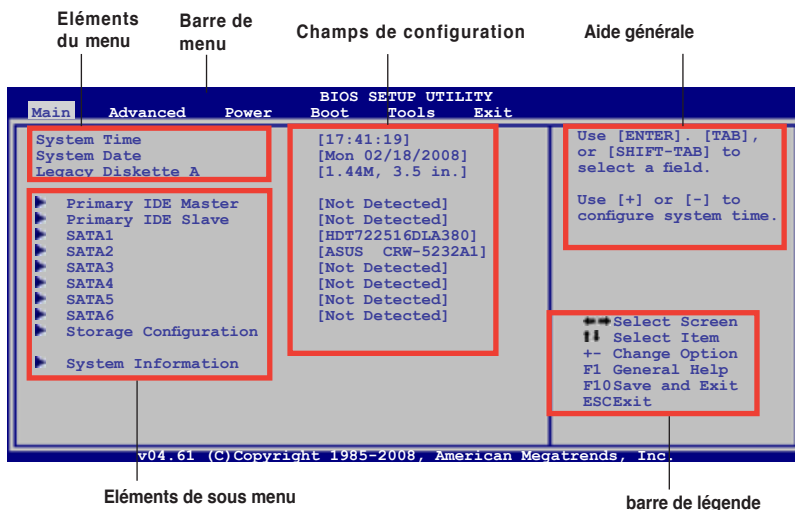 Eléments du menu
Barre de menu
Champs de configuration
Aide générale
BIOS SETUP UTILITY
Main Advanced Power Boot Tools Exit
System Time [17:41:19]
System Date [Mon 02/18/2008]
Legacy Diskette A [1.44M, 3.5 in.]
Primary IDE Master [Not Detected]
Primary IDE Slave [Not Detected]
SATA1 [HDT722516DLA380]
SATA2 [ASUS CRW-5232A1]
SATA3 [Not Detected]
SATA4 [Not Detected]
SATA5 [Not Detected]
SATA6 [Not Detected]
Storage Configuration
System Information
Use [ENTER]. [TAB],
or [SHIFT-TAB] to
select a field.
Use [+] or [-] to
configure system time.
Select Screen
Select Item
+- Change Option
F1 General Help
F10Save and Exit
ESCExit
v04.61 (C)Copyright 1985-2008, American Megatrends, Inc.
Eléments de sous menu
barre de légende